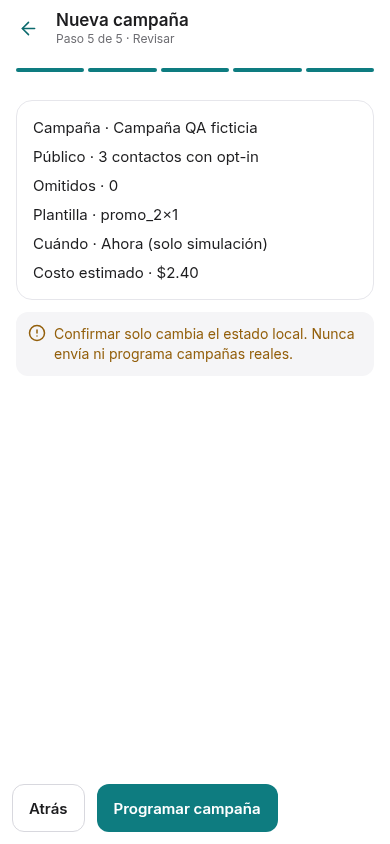 Nueva campaña
Paso 5 de 5 · Revisar
Campaña · Campaña QA ficticia
Público · 3 contactos con opt-in
Omitidos · 0
Plantilla · promo_2×1
Cuándo · Ahora (solo simulación)
Costo estimado · $2.40
Confirmar solo cambia el estado local. Nunca
envía ni programa campañas reales.
Atrás
Programar campaña